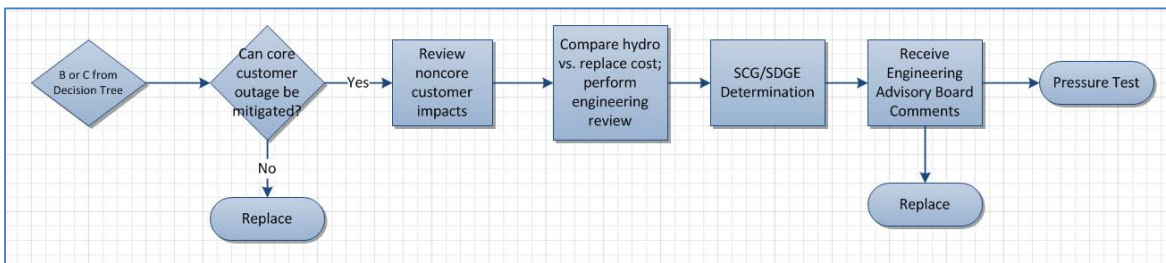 B or C from
Decision Tree
Can core
customer
outage be
mitigated?
Yes
No
Replace
Review
noncore
customer
impacts
Compare hydro
vs. replace cost;
perform
engineering
review
SCG/SDGE
Determination
Receive
Engineering
Advisory Board
Comments
Pressure Test
Replace